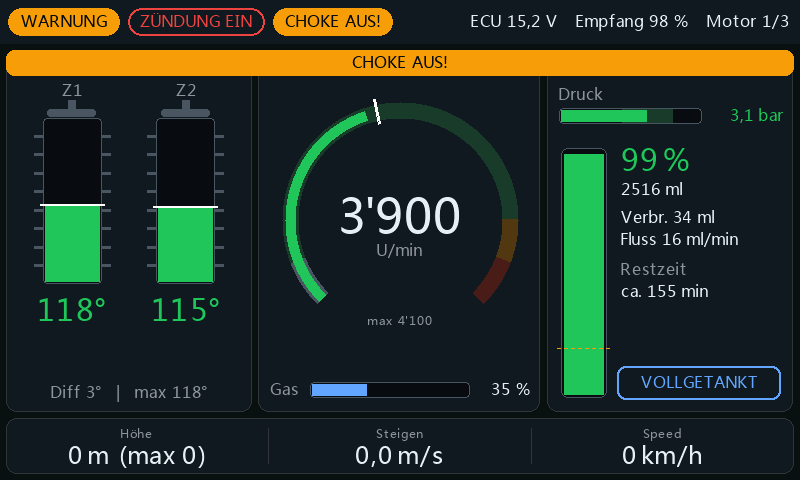 WARNUNG ZÜNDUNG EIN CHOKE AUS! ECU 15,2 V Empfang 98 % Motor 1/3
CHOKE AUS!
Z1 Z2
118° 115°
Diff 3° | max 118°
3'900
U/min
max 4'100
Gas 35 %
Druck
3,1 bar
99 %
2516 ml
Verbr. 34 ml
Fluss 16 ml/min
Restzeit
ca. 155 min
VOLLGETANKT
Höhe Steigen Speed
0 m (max 0) 0,0 m/s 0 km/h